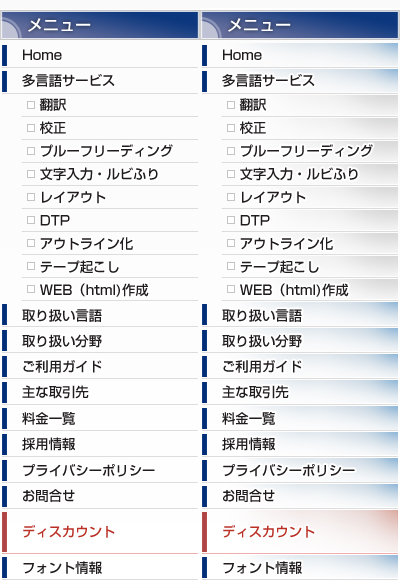 メニュー
Home
多言語サービス
翻訳
校正
プルーフリーディング
文字入力・ルビふり
レイアウト
DTP
アウトライン化
テープ起こし
WEB（html)作成
取り扱い言語
取り扱い分野
ご利用ガイド
主な取引先
料金一覧
採用情報
プライバシーポリシー
お問合せ
ディスカウント
フォント情報
メニュー
Home
多言語サービス
翻訳
校正
プルーフリーディング
文字入力・ルビふり
レイアウト
DTP
アウトライン化
テープ起こし
WEB（html)作成
取り扱い言語
取り扱い分野
ご利用ガイド
主な取引先
料金一覧
採用情報
プライバシーポリシー
お問合せ
ディスカウント
フォント情報